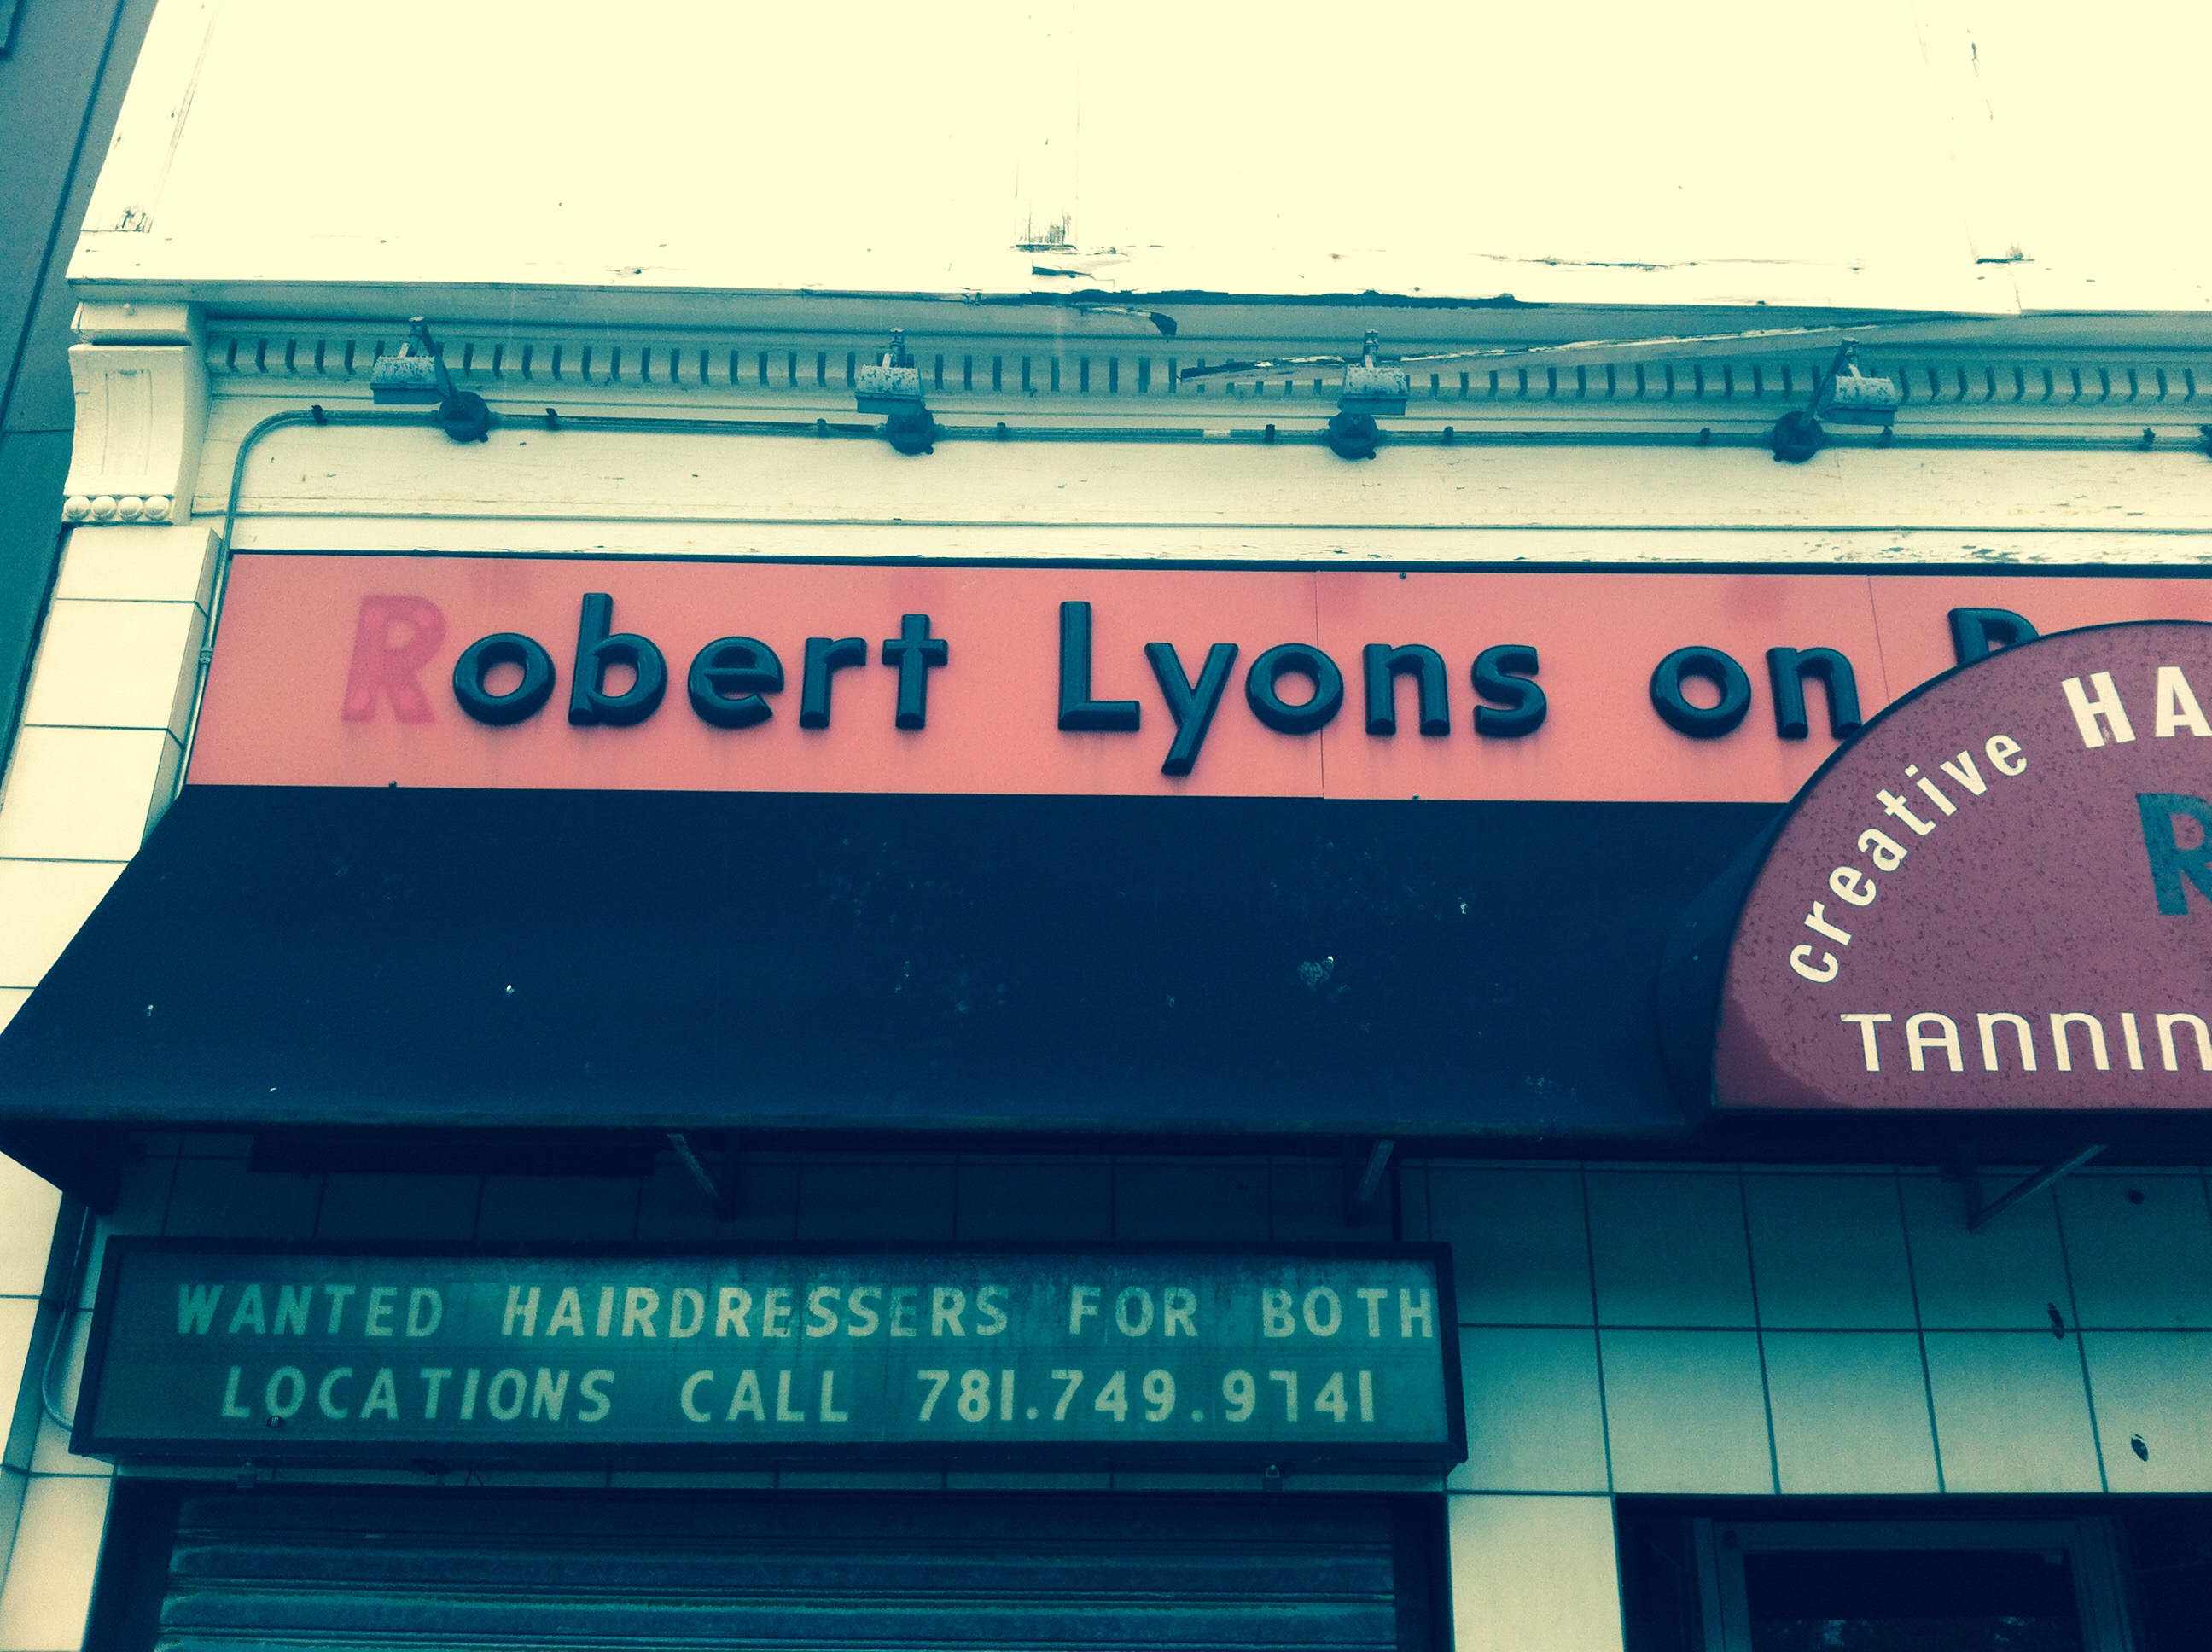 Robert Lyons on
creative HA
R
TANNIN
WANTED HAIRDRESSERS FOR BOTH
LOCATIONS CALL 781.749.9741